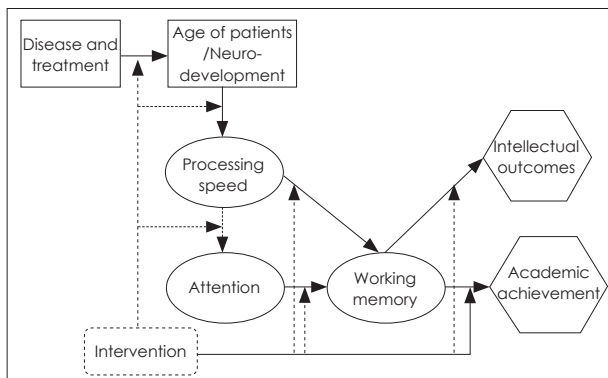 Disease and
treatment
Age of patients
/Neuro-
development
Processing
speed
Intellectual
outcomes
Attention
Working
memory
Academic
achievement
Intervention